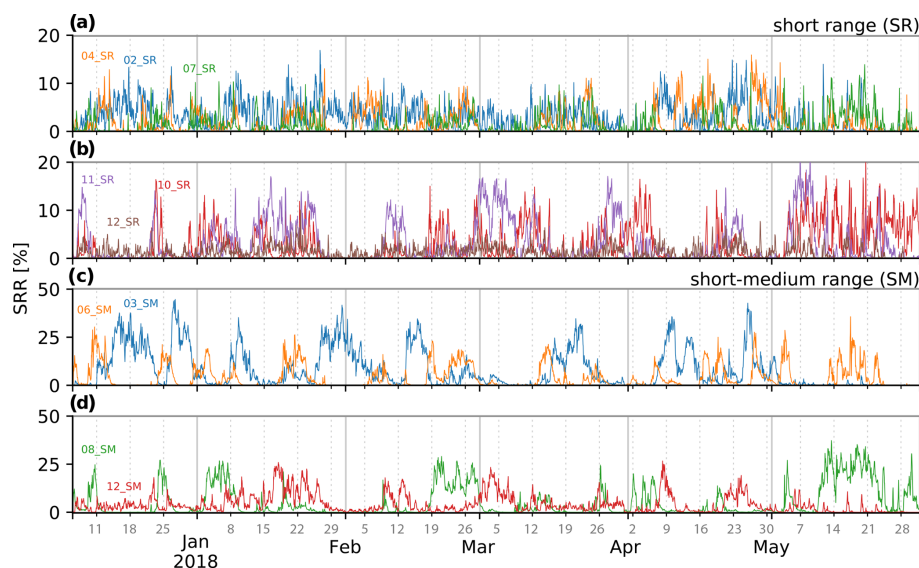 (a)
short range (SR)
20
04_SR
02_SR
07_SR
10
0
(b)
20
11_SR
10_SR
10
12_SR
0
SRR [%]
(c)
short-medium range (SM)
50
06_SM
03_SM
25
0
(d)
50
08_SM
25
12_SM
0
11 18 25 8 15 22 29 5 12 19 26 5 12 19 26 2 9 16 23 30 7 14 21 28
Jan Feb Mar Apr May
2018